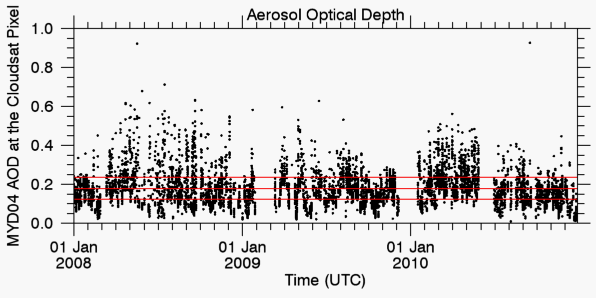 Aerosol Optical Depth
MYD04 AOD at the Cloudsat Pixel
1.0
0.8
0.6
0.4
0.2
0.0
01 Jan 01 Jan 01 Jan
2008 2009 2010
Time (UTC)